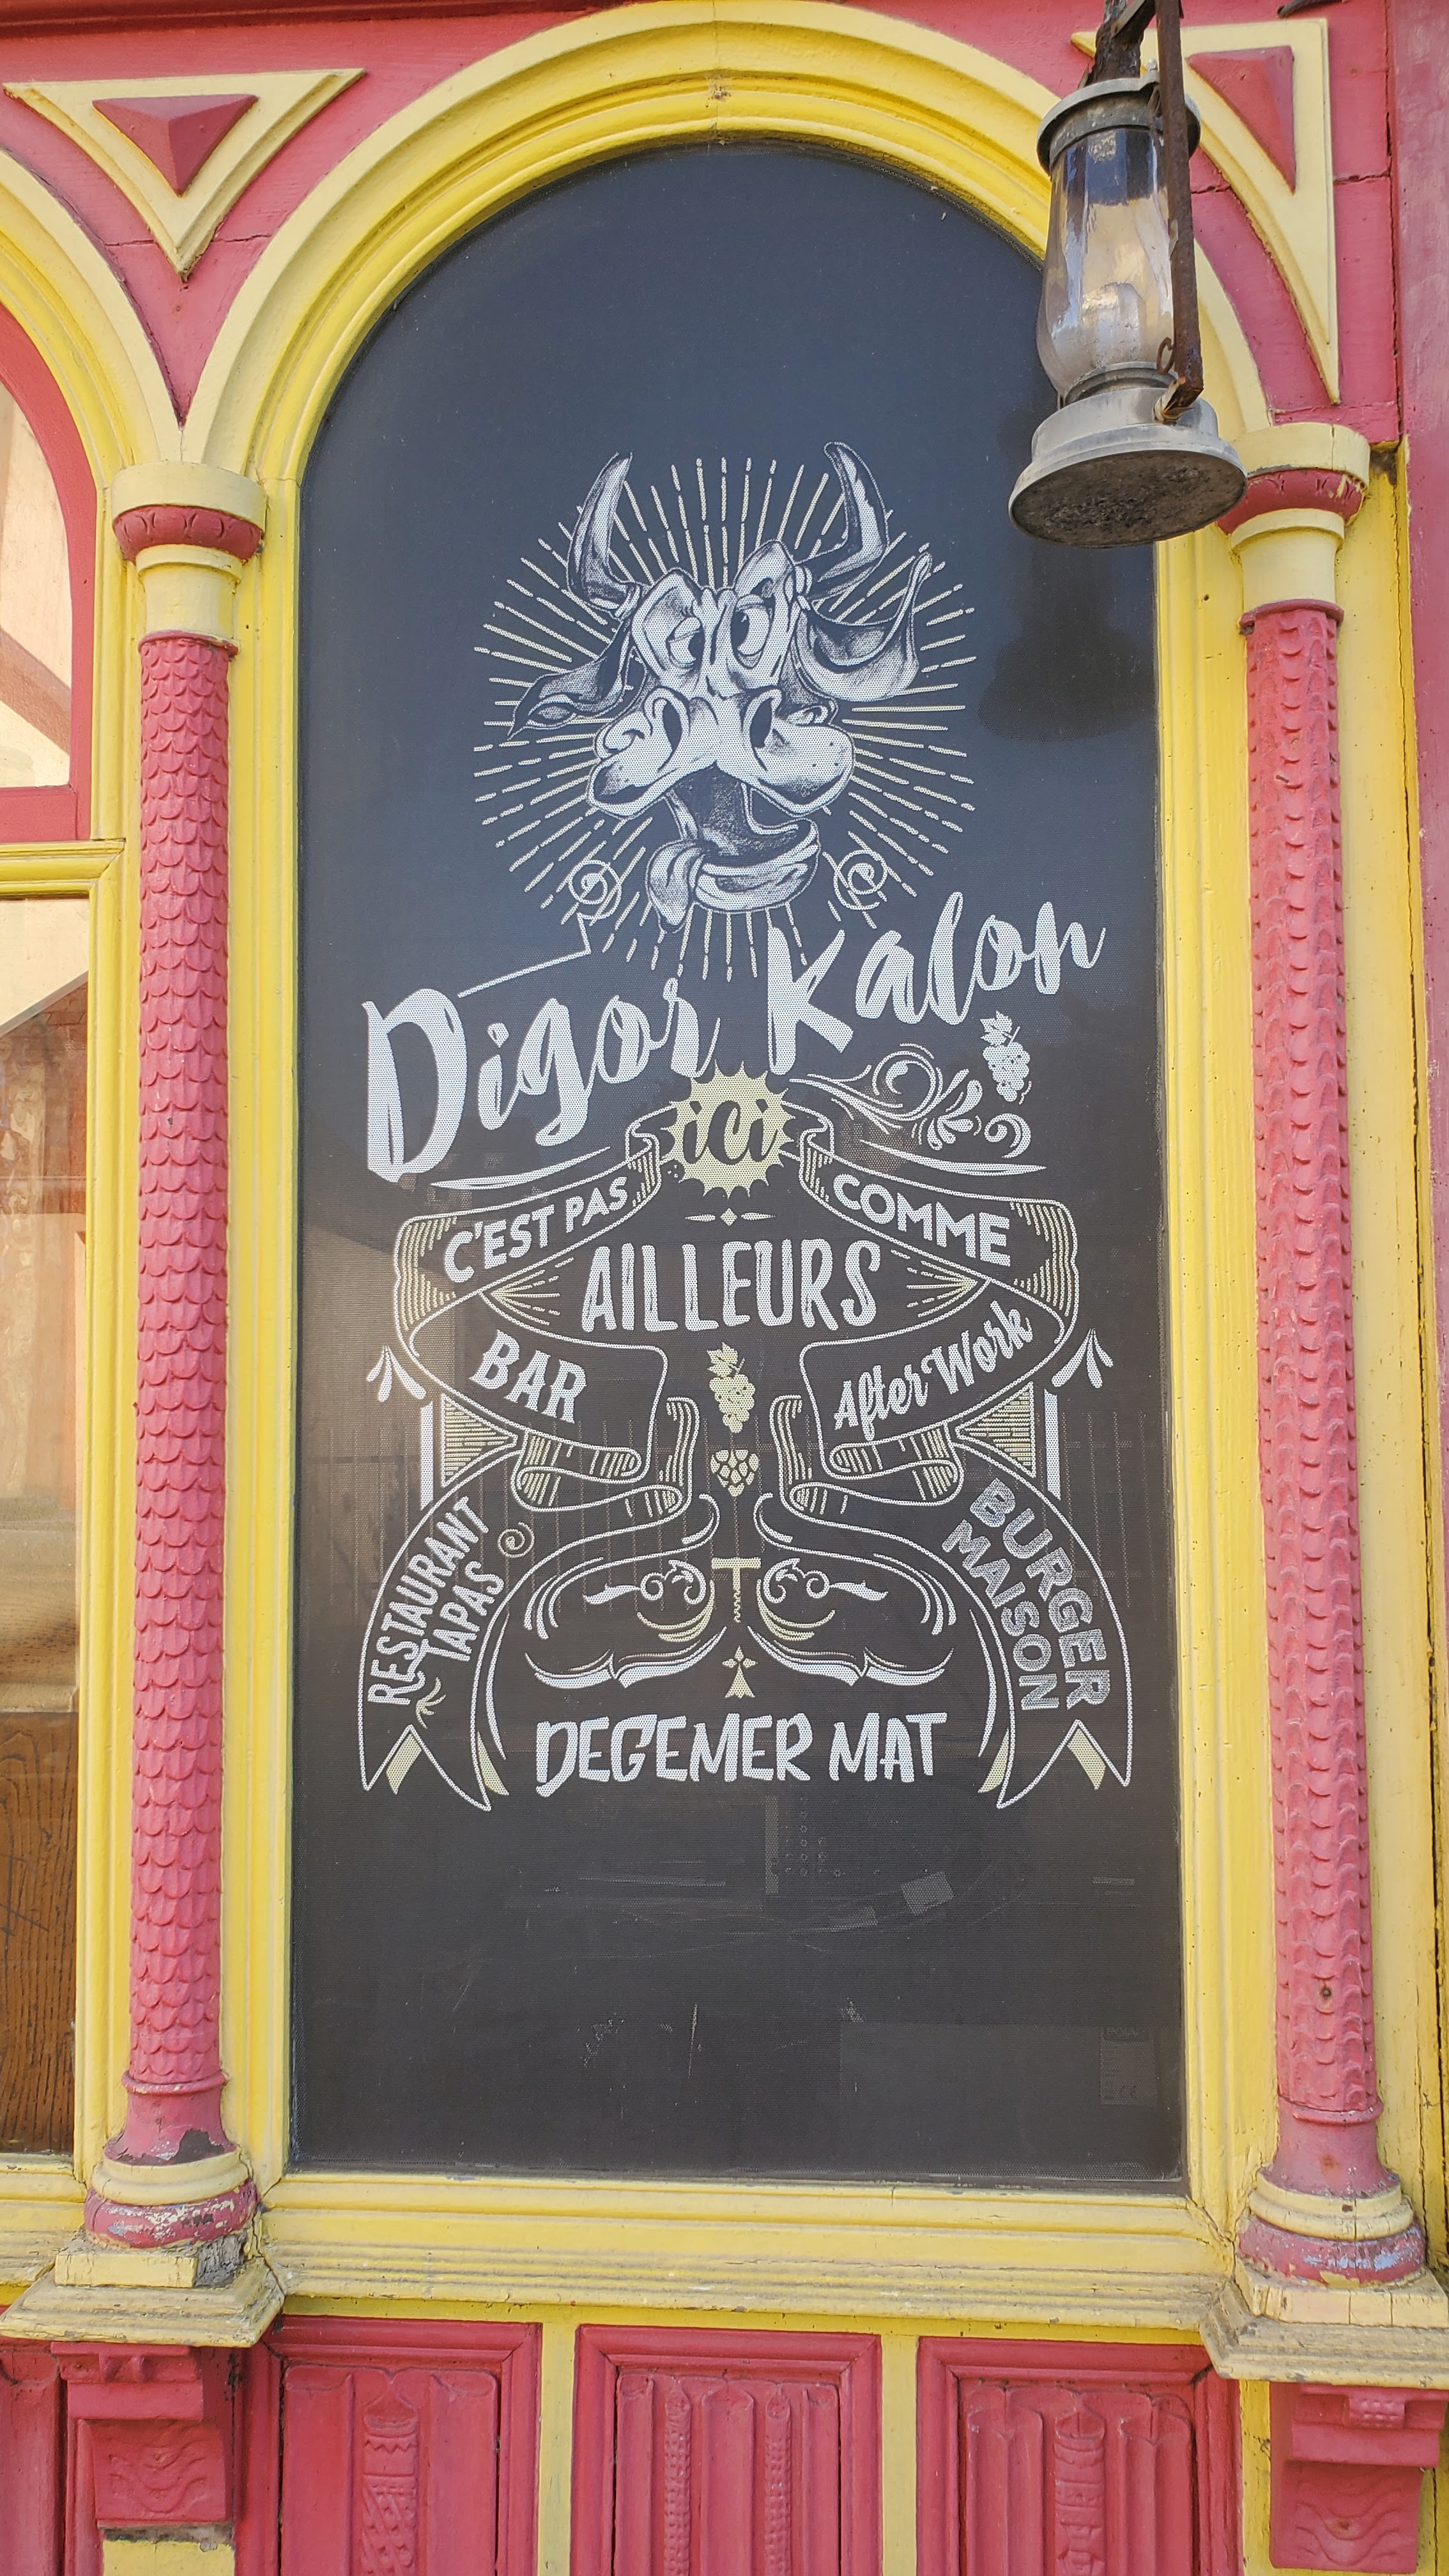 Digor Kalon
ici
C'EST PAS COMME
AILLEURS
BAR After Work
RESTAURANT
TAPAS
BURGER
MAISON
DEGEMER MAT